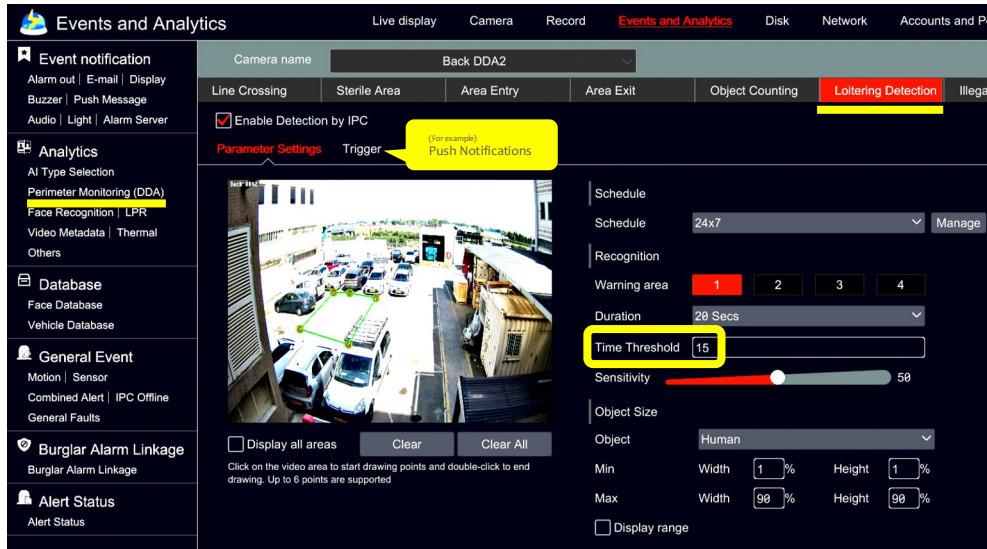 Events and Analytics
Live display
Camera
Record
Events and Analytics
Disk
Network
Accounts and P
Event notification
Alarm out | E-mail | Display
Buzzer | Push Message
Audio | Light | Alarm Server
Analytics
AI Type Selection
Perimeter Monitoring (DDA)
Face Recognition | LPR
Video Metadata | Thermal
Others
Database
Face Database
Vehicle Database
General Event
Motion | Sensor
Combined Alert | IPC Offline
General Faults
Burglar Alarm Linkage
Burglar Alarm Linkage
Alert Status
Alert Status
Camera name
Back DDA2
Line Crossing
Sterile Area
Area Entry
Area Exit
Object Counting
Loitering Detection
Illega
Enable Detection by IPC
Parameter Settings
Trigger
(For example)
Push Notifications
Back DDA2
Display all areas
Clear
Clear All
Click on the video area to start drawing points and double-click to end
drawing. Up to 6 points are supported
Schedule
Schedule
24x7
Manage
Recognition
Warning area
1
2
3
4
Duration
20 Secs
Time Threshold
15
Sensitivity
50
Object Size
Object
Human
Min
Width
1
%
Height
1
%
Max
Width
90
%
Height
90
%
Display range